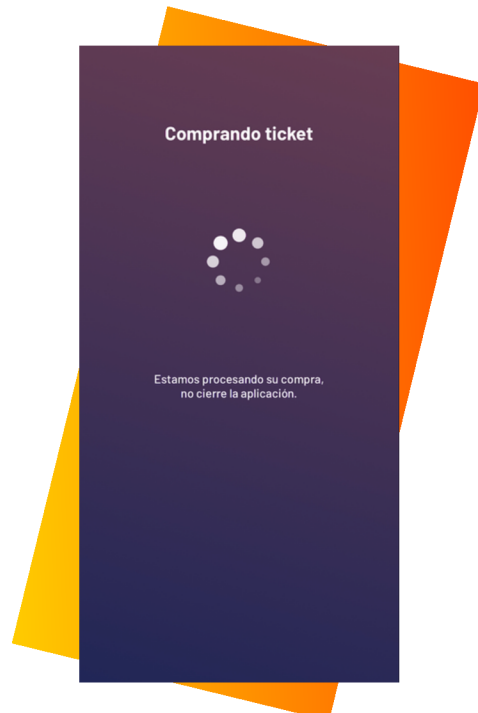 Comprando ticket
Estamos procesando su compra,
no cierre la aplicación.